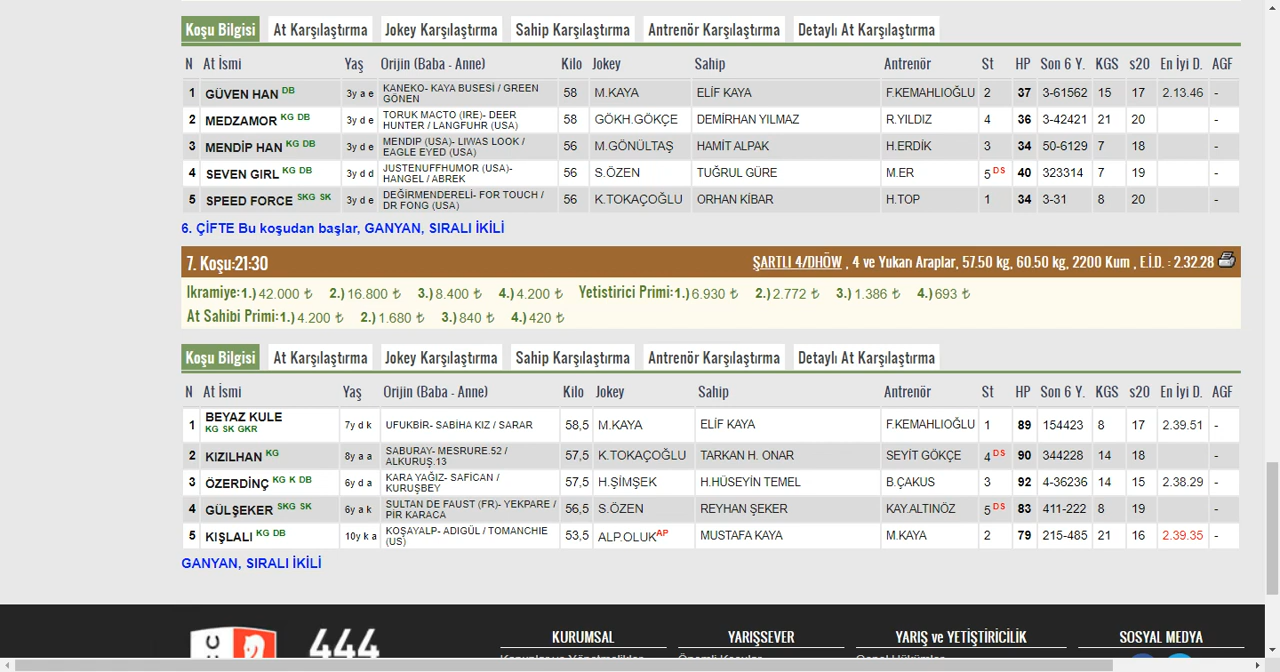 Koşu Bilgisi At Karşılaştırma Jokey Karşılaştırma Sahip Karşılaştırma Antrenör Karşılaştırma Detaylı At Karşılaştırma
N At İsmi Yaş Orijin (Baba - Anne) Kilo Jokey Sahip Antrenör St HP Son 6 Y. KGS s20 En İyi D. AGF
1 GÜVEN HAN DB 3y a e KANEKO- KAYA BUSESİ / GREEN GÖNEN 58 M.KAYA ELİF KAYA F.KEMAHLIOĞLU 2 37 3-61562 15 17 2.13.46 -
2 MEDZAMOR KG DB 3y d e TORUK MACTO (IRE)- DEER HUNTER / LANGFUHR (USA) 58 GÖKH.GÖKÇE DEMİRHAN YILMAZ R.YILDIZ 4 36 3-42421 21 20 -
3 MENDİP HAN KG DB 3y d e MENDIP (USA)- LIWAS LOOK / EAGLE EYED (USA) 56 M.GÖNÜLTAŞ HAMİT ALPAK H.ERDİK 3 34 50-6129 7 18 -
4 SEVEN GIRL KG DB 3y d d JUSTENUFFHUMOR (USA)- HANGEL / ABREK 56 S.ÖZEN TUĞRUL GÜRE M.ER 5 DS 40 323314 7 19 -
5 SPEED FORCE SKG SK 3y d e DEĞİRMENDERELİ- FOR TOUCH / DR FONG (USA) 56 K.TOKAÇOĞLU ORHAN KİBAR H.TOP 1 34 3-31 8 20 -
6. ÇİFTE Bu koşudan başlar, GANYAN, SIRALI İKİLİ
7. Koşu:21:30 ŞARTLI 4/DHÖW , 4 ve Yukarı Araplar, 57.50 kg, 60.50 kg, 2200 Kum , E.İ.D. : 2.32.28
Ikramiye:1.) 42.000 ₺ 2.) 16.800 ₺ 3.) 8.400 ₺ 4.) 4.200 ₺ Yetistirici Primi:1.) 6.930 ₺ 2.) 2.772 ₺ 3.) 1.386 ₺ 4.) 693 ₺
At Sahibi Primi:1.) 4.200 ₺ 2.) 1.680 ₺ 3.) 840 ₺ 4.) 420 ₺
Koşu Bilgisi At Karşılaştırma Jokey Karşılaştırma Sahip Karşılaştırma Antrenör Karşılaştırma Detaylı At Karşılaştırma
N At İsmi Yaş Orijin (Baba - Anne) Kilo Jokey Sahip Antrenör St HP Son 6 Y. KGS s20 En İyi D. AGF
1 BEYAZ KULE KG SK GKR 7y d k UFUKBİR- SABİHA KIZ / SARAR 58,5 M.KAYA ELİF KAYA F.KEMAHLIOĞLU 1 89 154423 8 17 2.39.51 -
2 KIZILHAN KG 8y a a SABURAY- MESRURE.52 / ALKURUŞ.13 57,5 K.TOKAÇOĞLU TARKAN H. ONAR SEYİT GÖKÇE 4 DS 90 344228 14 18 -
3 ÖZERDİNÇ KG K DB 6y d a KARA YAĞIZ- SAFİCAN / KURUŞBEY 57,5 H.ŞİMŞEK H.HÜSEYİN TEMEL B.ÇAKUS 3 92 4-36236 14 15 2.38.29 -
4 GÜLŞEKER SKG SK 6y a k SULTAN DE FAUST (FR)- YEKPARE / PİR KARACA 56,5 S.ÖZEN REYHAN ŞEKER KAY.ALTINÖZ 5 DS 83 411-222 8 19 -
5 KIŞLALI KG DB 10y k a KOŞAYALP- ADIGÜL / TOMANCHIE (US) 53,5 ALP.OLUK AP MUSTAFA KAYA M.KAYA 2 79 215-485 21 16 2.39.35 -
GANYAN, SIRALI İKİLİ
444 KURUMSAL YARIŞSEVER YARIŞ ve YETİŞTİRİCİLİK SOSYAL MEDYA